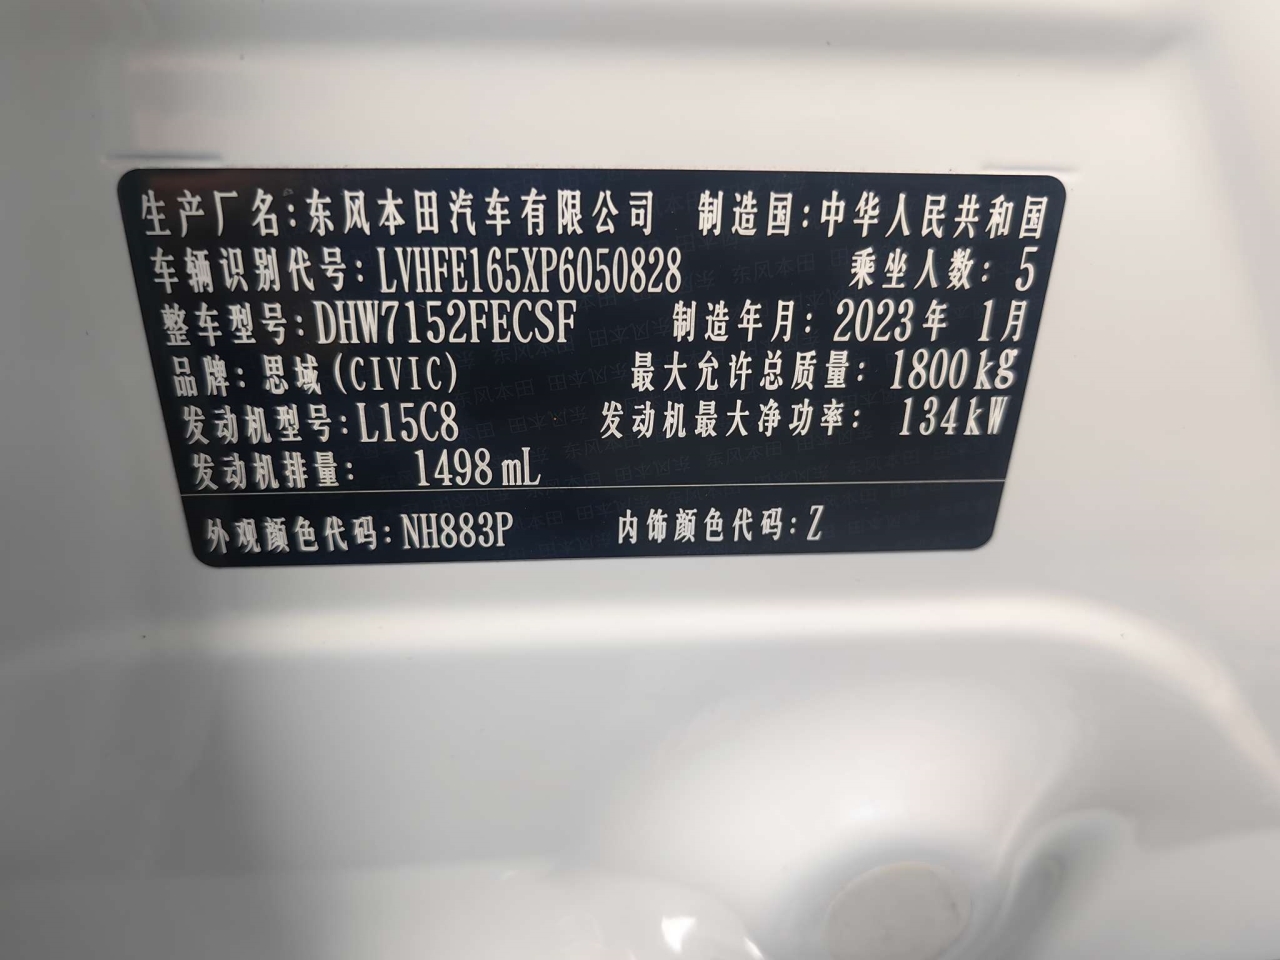 生产厂名:东风本田汽车有限公司 制造国:中华人民共和国
车辆识别代号:LVHFE165XP6050828 乘坐人数:5
整车型号:DHW7152FECSF 制造年月:2023年 1月
品牌:思域(CIVIC) 最大允许总质量:1800kg
发动机型号:L15C8 发动机最大净功率:134kW
发动机排量: 1498mL
外观颜色代码:NH883P 内饰颜色代码:Z